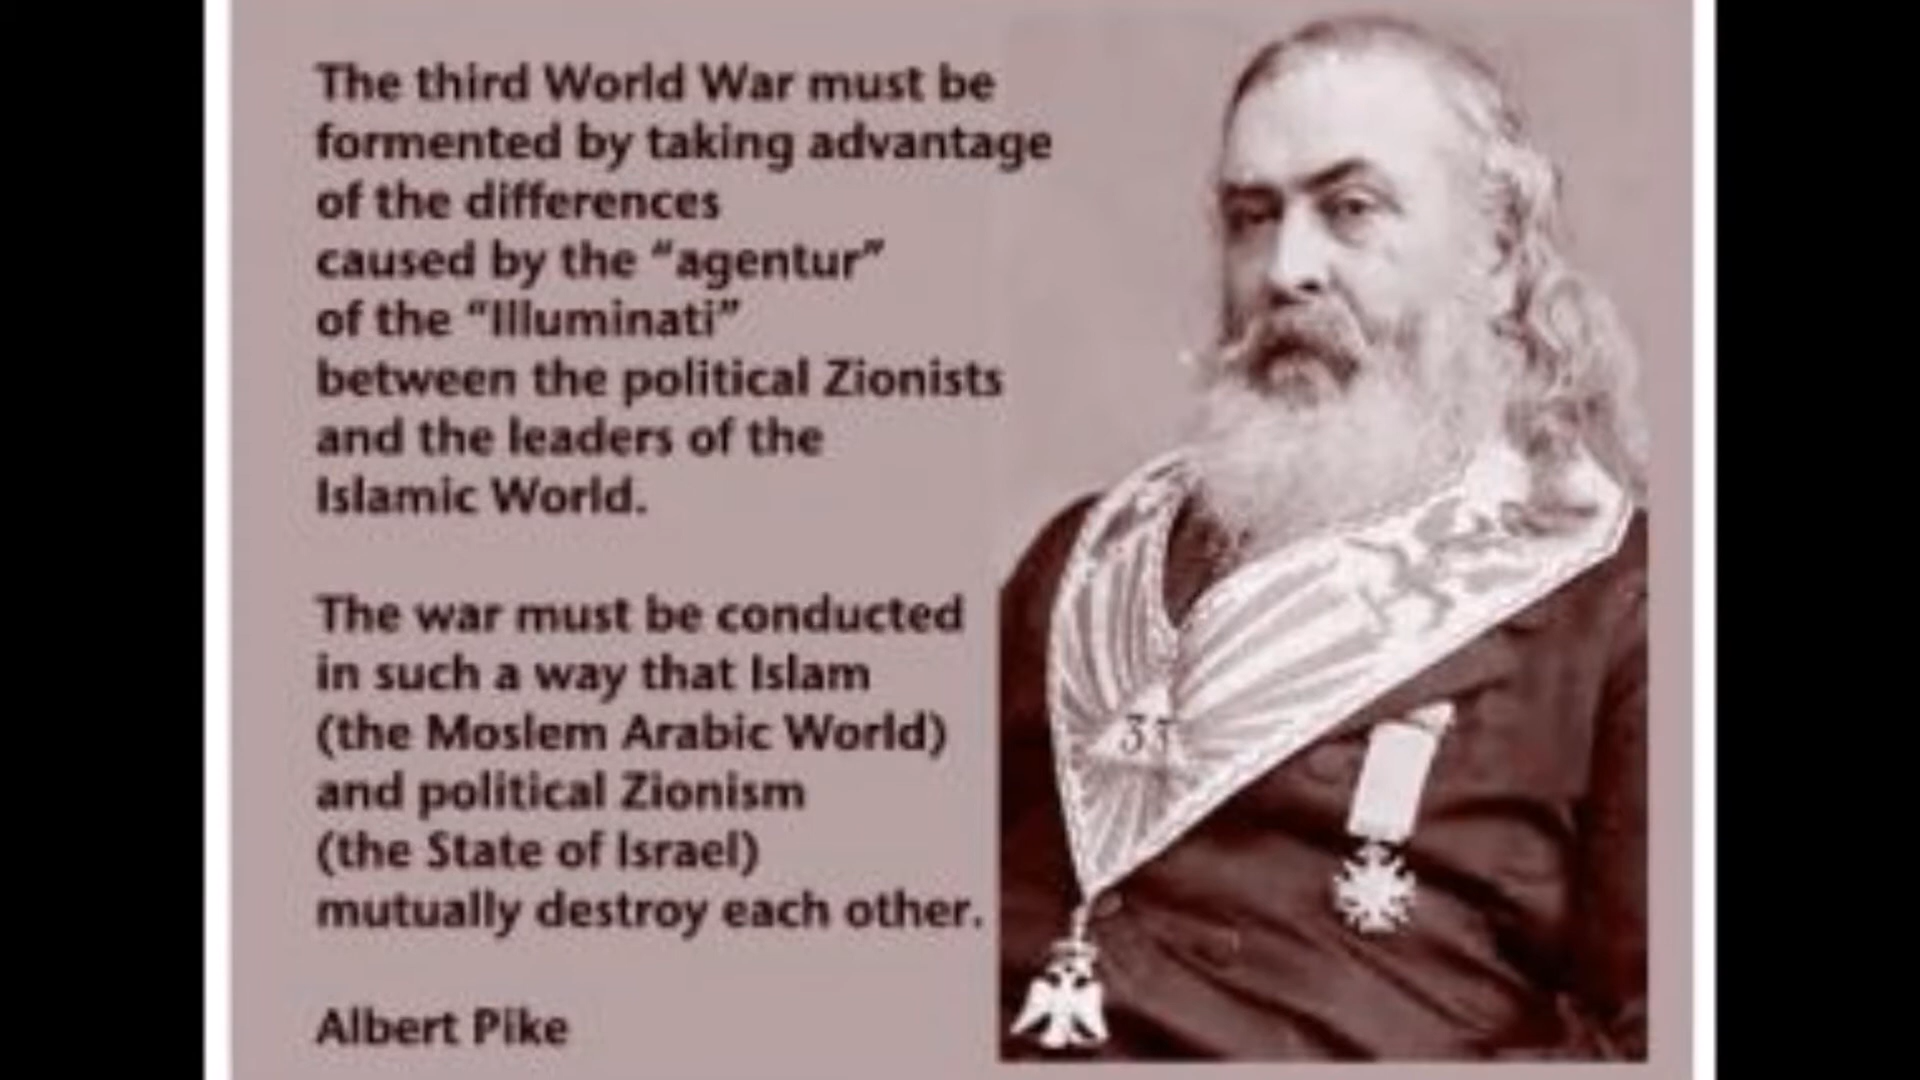 The third World War must be
formented by taking advantage
of the differences
caused by the “agentur”
of the “Illuminati”
between the political Zionists
and the leaders of the
Islamic World.
The war must be conducted
in such a way that Islam
(the Moslem Arabic World)
and political Zionism
(the State of Israel)
mutually destroy each other.
Albert Pike
33